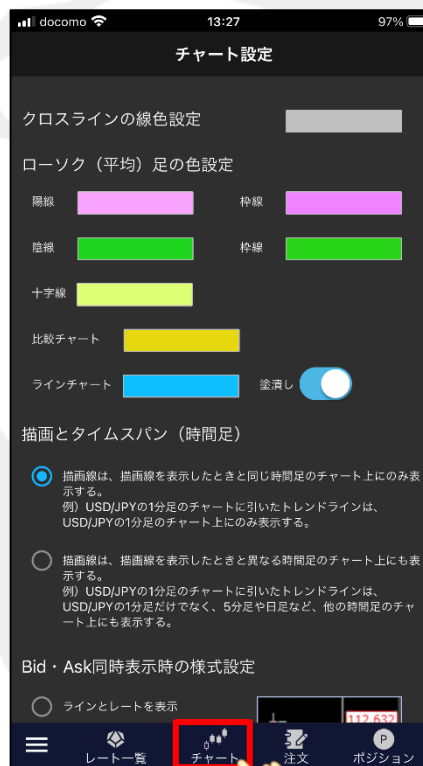 docomo 13:27 97%
チャート設定
クロスラインの線色設定
ローソク（平均）足の色設定
陽線 枠線
陰線 枠線
十字線
比較チャート
ラインチャート 塗潰し
描画とタイムスパン（時間足）
描画線は、描画線を表示したときと同じ時間足のチャート上にのみ表
示する。
例）USD/JPYの1分足のチャートに引いたトレンドラインは、
USD/JPYの1分足のチャート上にのみ表示する。
描画線は、描画線を表示したときと異なる時間足のチャート上にも表
示する。
例）USD/JPYの1分足のチャートに引いたトレンドラインは、
USD/JPYの1分足だけでなく、5分足や日足など、他の時間足のチャ
ート上にも表示する。
Bid・Ask同時表示時の様式設定
ラインとレートを表示
112.632
レート一覧 チャート 注文 P ポジション